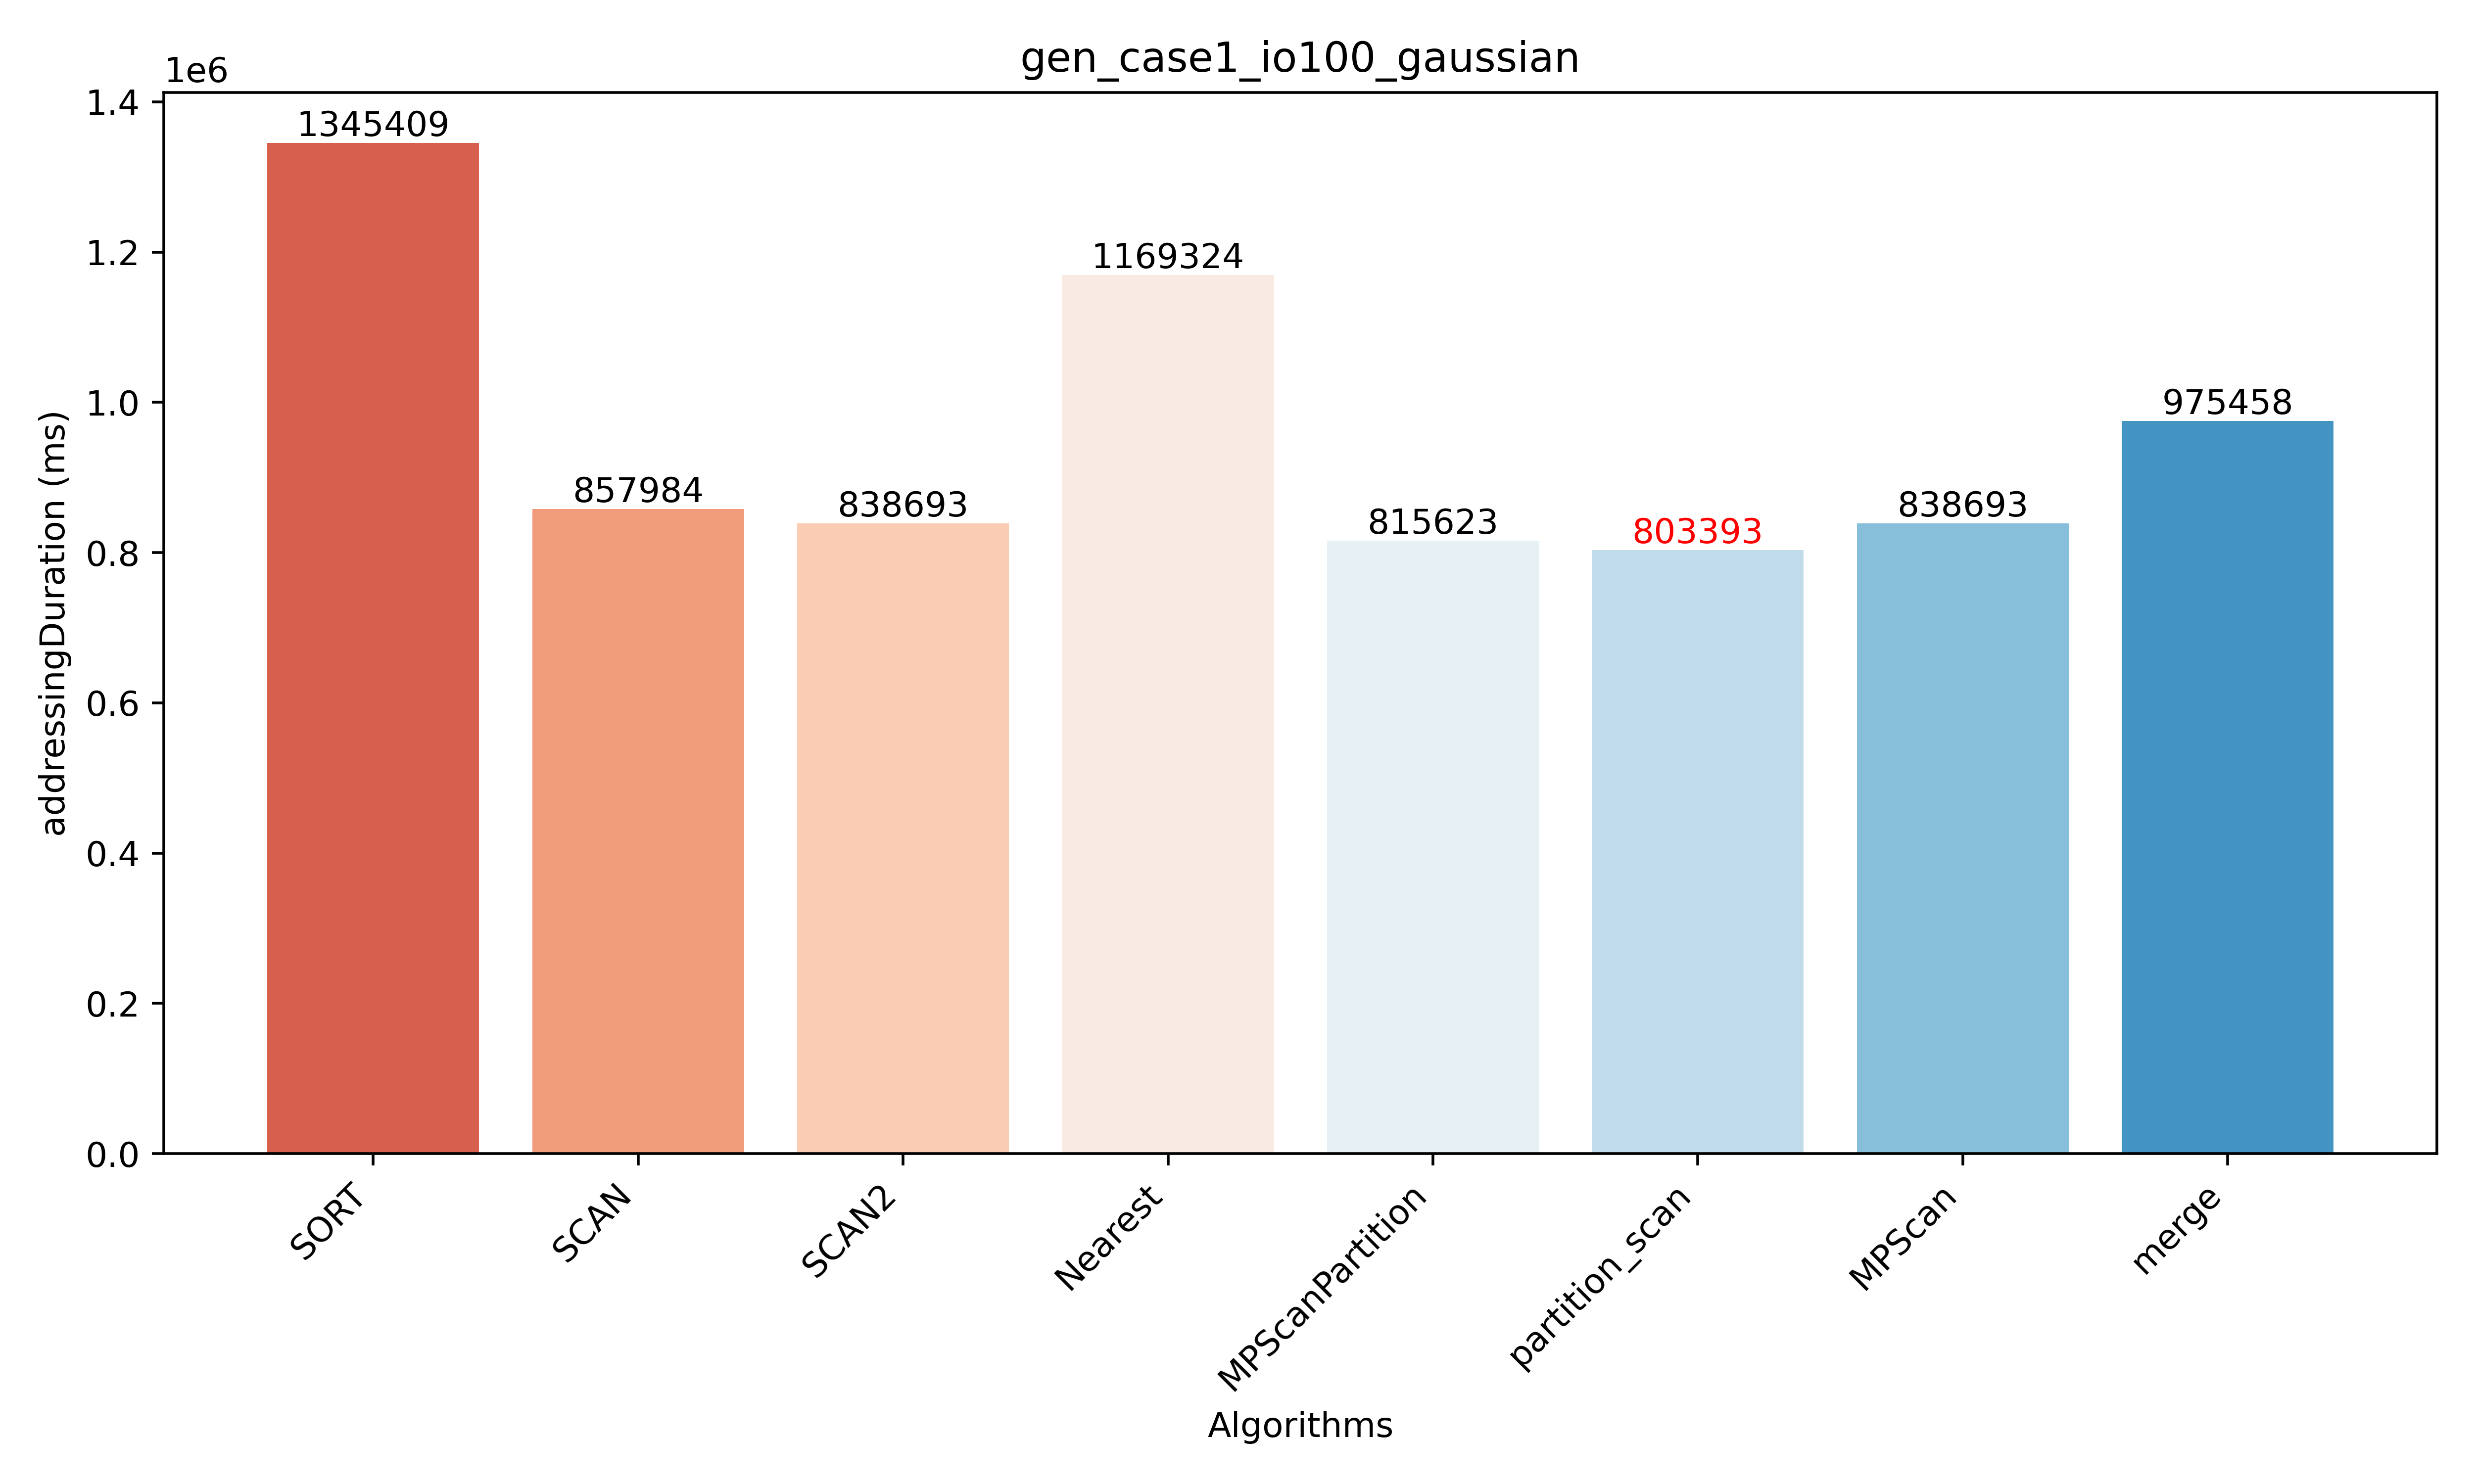 gen_case1_io100_gaussian
1e6
1.4
1.2
1.0
0.8
0.6
0.4
0.2
0.0
addressingDuration (ms)
1345409
857984
838693
1169324
815623
803393
838693
975458
SORT
SCAN
SCAN2
Nearest
MPScanPartition
partition_scan
MPScan
merge
Algorithms